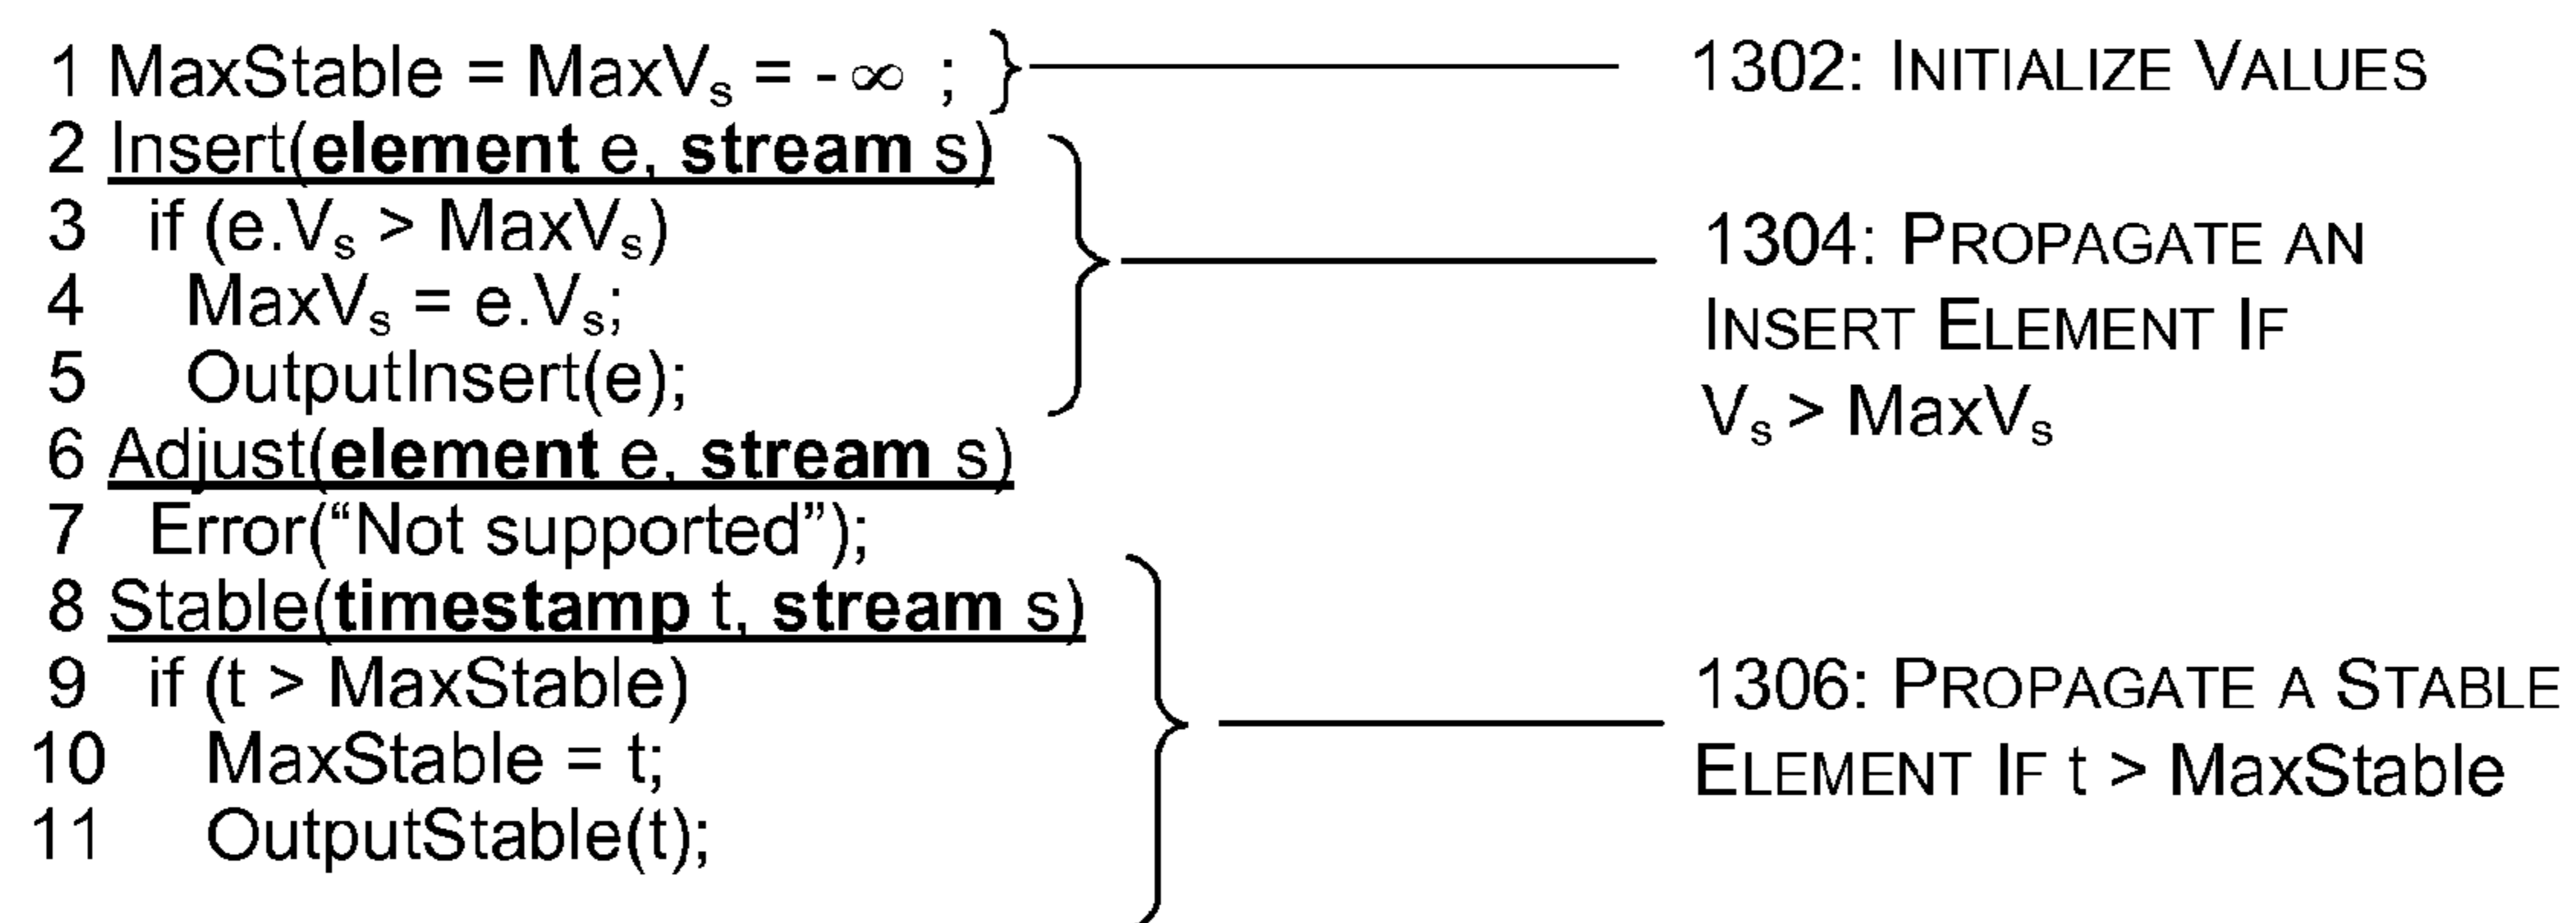 1 MaxStable = MaxVs = - ∞ ;
2 Insert(element e, stream s)
3 if (e.Vs > MaxVs)
4 MaxVs = e.Vs;
5 OutputInsert(e);
6 Adjust(element e, stream s)
7 Error(“Not supported”);
8 Stable(timestamp t, stream s)
9 if (t > MaxStable)
10 MaxStable = t;
11 OutputStable(t);
1302: INITIALIZE VALUES
1304: PROPAGATE AN
INSERT ELEMENT IF
Vs > MaxVs
1306: PROPAGATE A STABLE
ELEMENT IF t > MaxStable